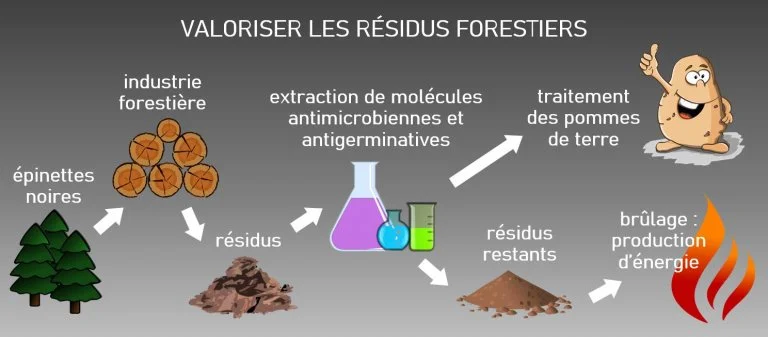 VALORISER LES RÉSIDUS FORESTIERS
épinettes
noires
industrie
forestière
résidus
extraction de molécules
antimicrobiennes et
antigerminatives
traitement
des pommes
de terre
résidus
restants
brûlage :
production
d'énergie